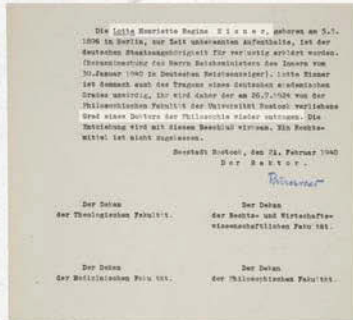 Die Lotte Henriette Regine E i s n e r, geboren am 5.3.
1896 in Berlin, zur Zeit unbekannten Aufenthalts, ist der
deutschen Staatsangehörigkeit für verlustig erklärt worden.
(Bekanntmachung des Herrn Reichsministers des Innern vom
30.Januar 1940 im Deutschen Reichsanzeiger). Lotte Eisner
ist demnach auch des Tragens eines deutschen akademischen
Grades unwürdig, ihr wird daher der am 26.7.1924 von der
Philosophischen Fakultät der Universität Rostock verliehene
Grad eines Doktors der Philosophie wieder entzogen. Die
Entziehung wird mit diesem Beschluß wirksam. Ein Rechts-
mittel ist nicht zugelassen.
Seestadt Rostock, den 21. Februar 1940
D e r R e k t o r.
Der Dekan
der Theologischen Fakultät.
Der Dekan
der Rechts- und Wirtschafts-
wissenschaftlichen Fakultät.
Der Dekan
der Medizinischen Fakultät.
Der Dekan
der Philosophischen Fakultät.